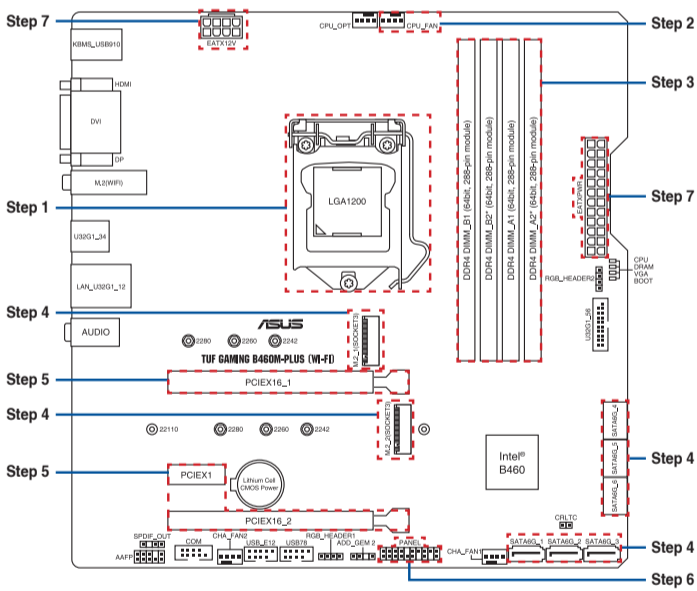 Step 7
EATX12V
CPU_OPT
CPU_FAN
Step 2
KBMS_USB910
Step 3
HDMI
DVI
DP
M.2(WIFI)
LGA1200
DDR4 DIMM_B1 (64bit, 288-pin module)
DDR4 DIMM_B2* (64bit, 288-pin module)
DDR4 DIMM_A1 (64bit, 288-pin module)
DDR4 DIMM_A2* (64bit, 288-pin module)
EATXPWR
Step 7
Step 1
U32G1_34
LAN_U32G1_12
AUDIO
CPU
DRAM
VGA
BOOT
RGB_HEADER2
U32G1_56
Step 4
ASUS
2280
2260
2242
M.2_1(SOCKET3)
TUF GAMING B460M-PLUS (WI-FI)
Step 5
PCIEX16_1
Step 4
22110
2280
2260
2242
M.2_2(SOCKET3)
SATA6G_4
SATA6G_5
SATA6G_6
Step 4
Intel®
B460
Step 5
PCIEX1
Lithium Cell
CMOS Power
PCIEX16_2
CRLTC
SPDIF_OUT
AAFP
COM
CHA_FAN2
USB_E12
USB78
RGB_HEADER1
ADD_GEM 2
PANEL
CHA_FAN1
SATA6G_1
SATA6G_2
SATA6G_3
Step 4
Step 6